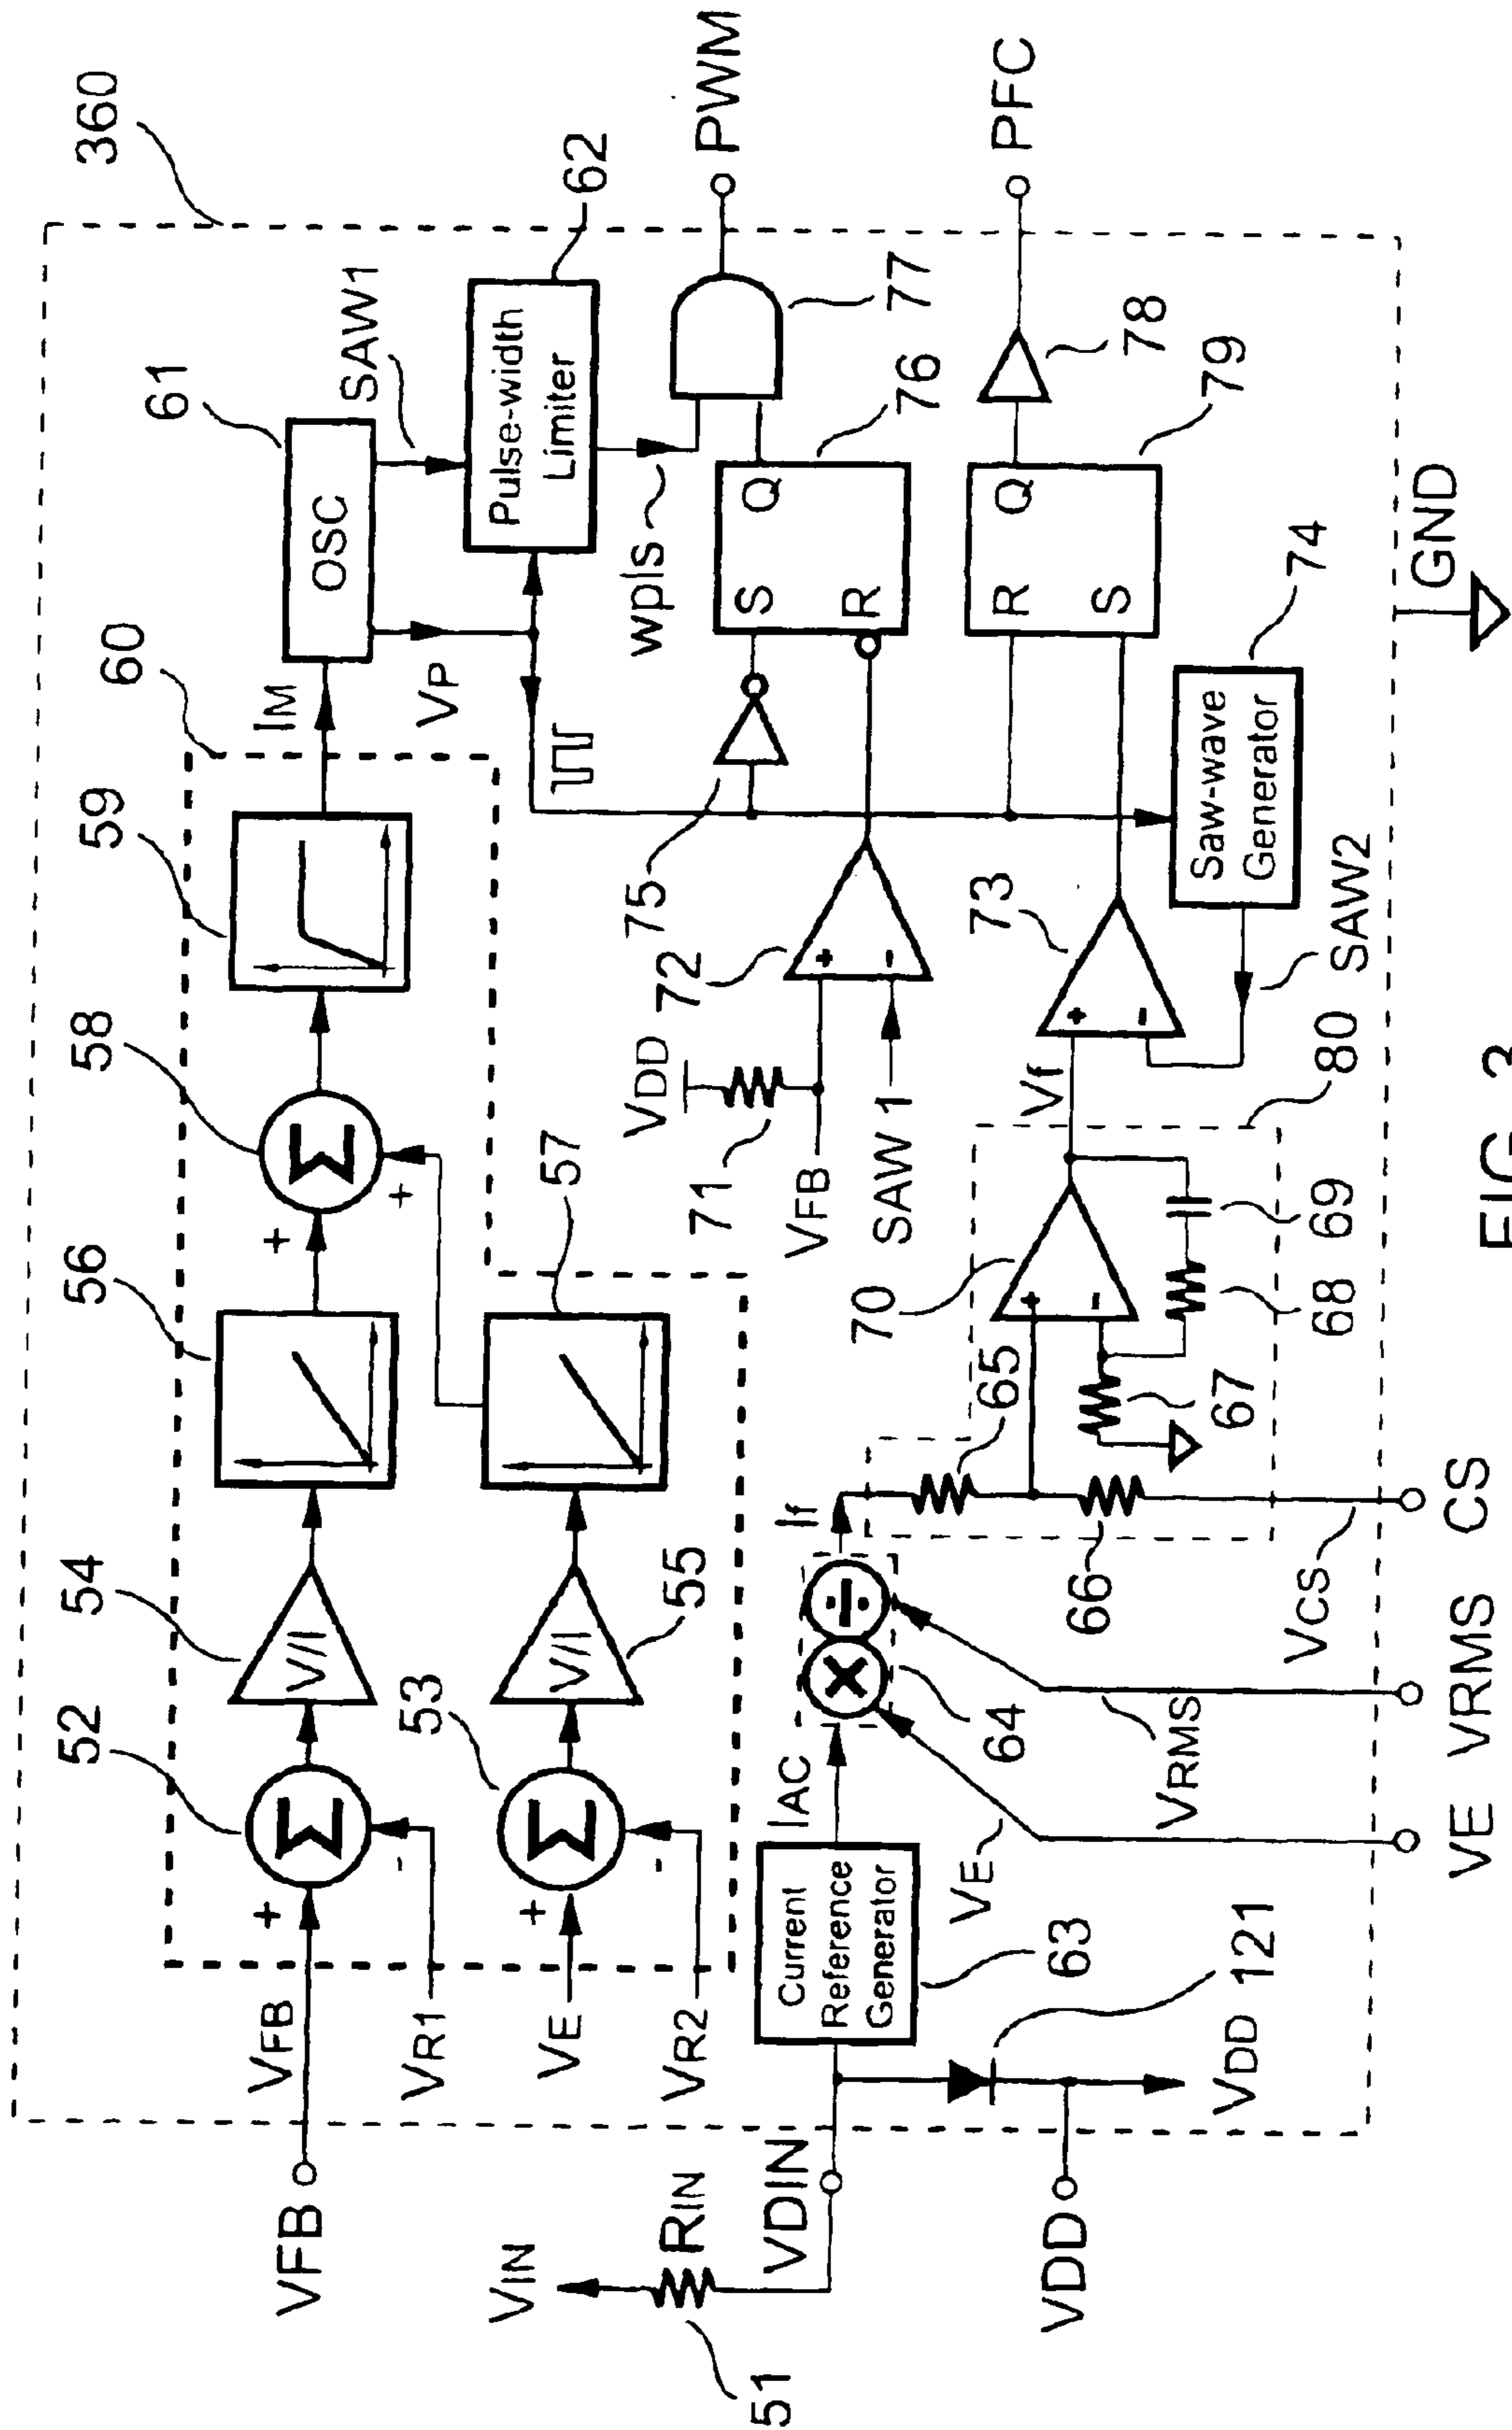 360
60
61
OSC
SAW1
62
Pulse-width
Limiter
PWM
59
58
56
54
52
VFB
VFB
+
-
V/I
Σ
+
+
Σ
IM
VP
wpls
77
VR1
53
VE
+
-
Σ
V/I
55
57
VR2
75
VDD
71
72
VFB
+
-
SAW 1
S
Q
R
76
R
Q
S
79
78
PFC
VIN
RIN
51
VDIN
Current
Reference
Generator
63
IAC
×
÷
64
If
65
70
+
-
Vf
73
+
-
Saw-wave
Generator
74
SAW2
80
66
67
68
69
VDD
VDD
121
VE
VRMS
VCS
VE
VRMS
CS
GND
FIG. 3